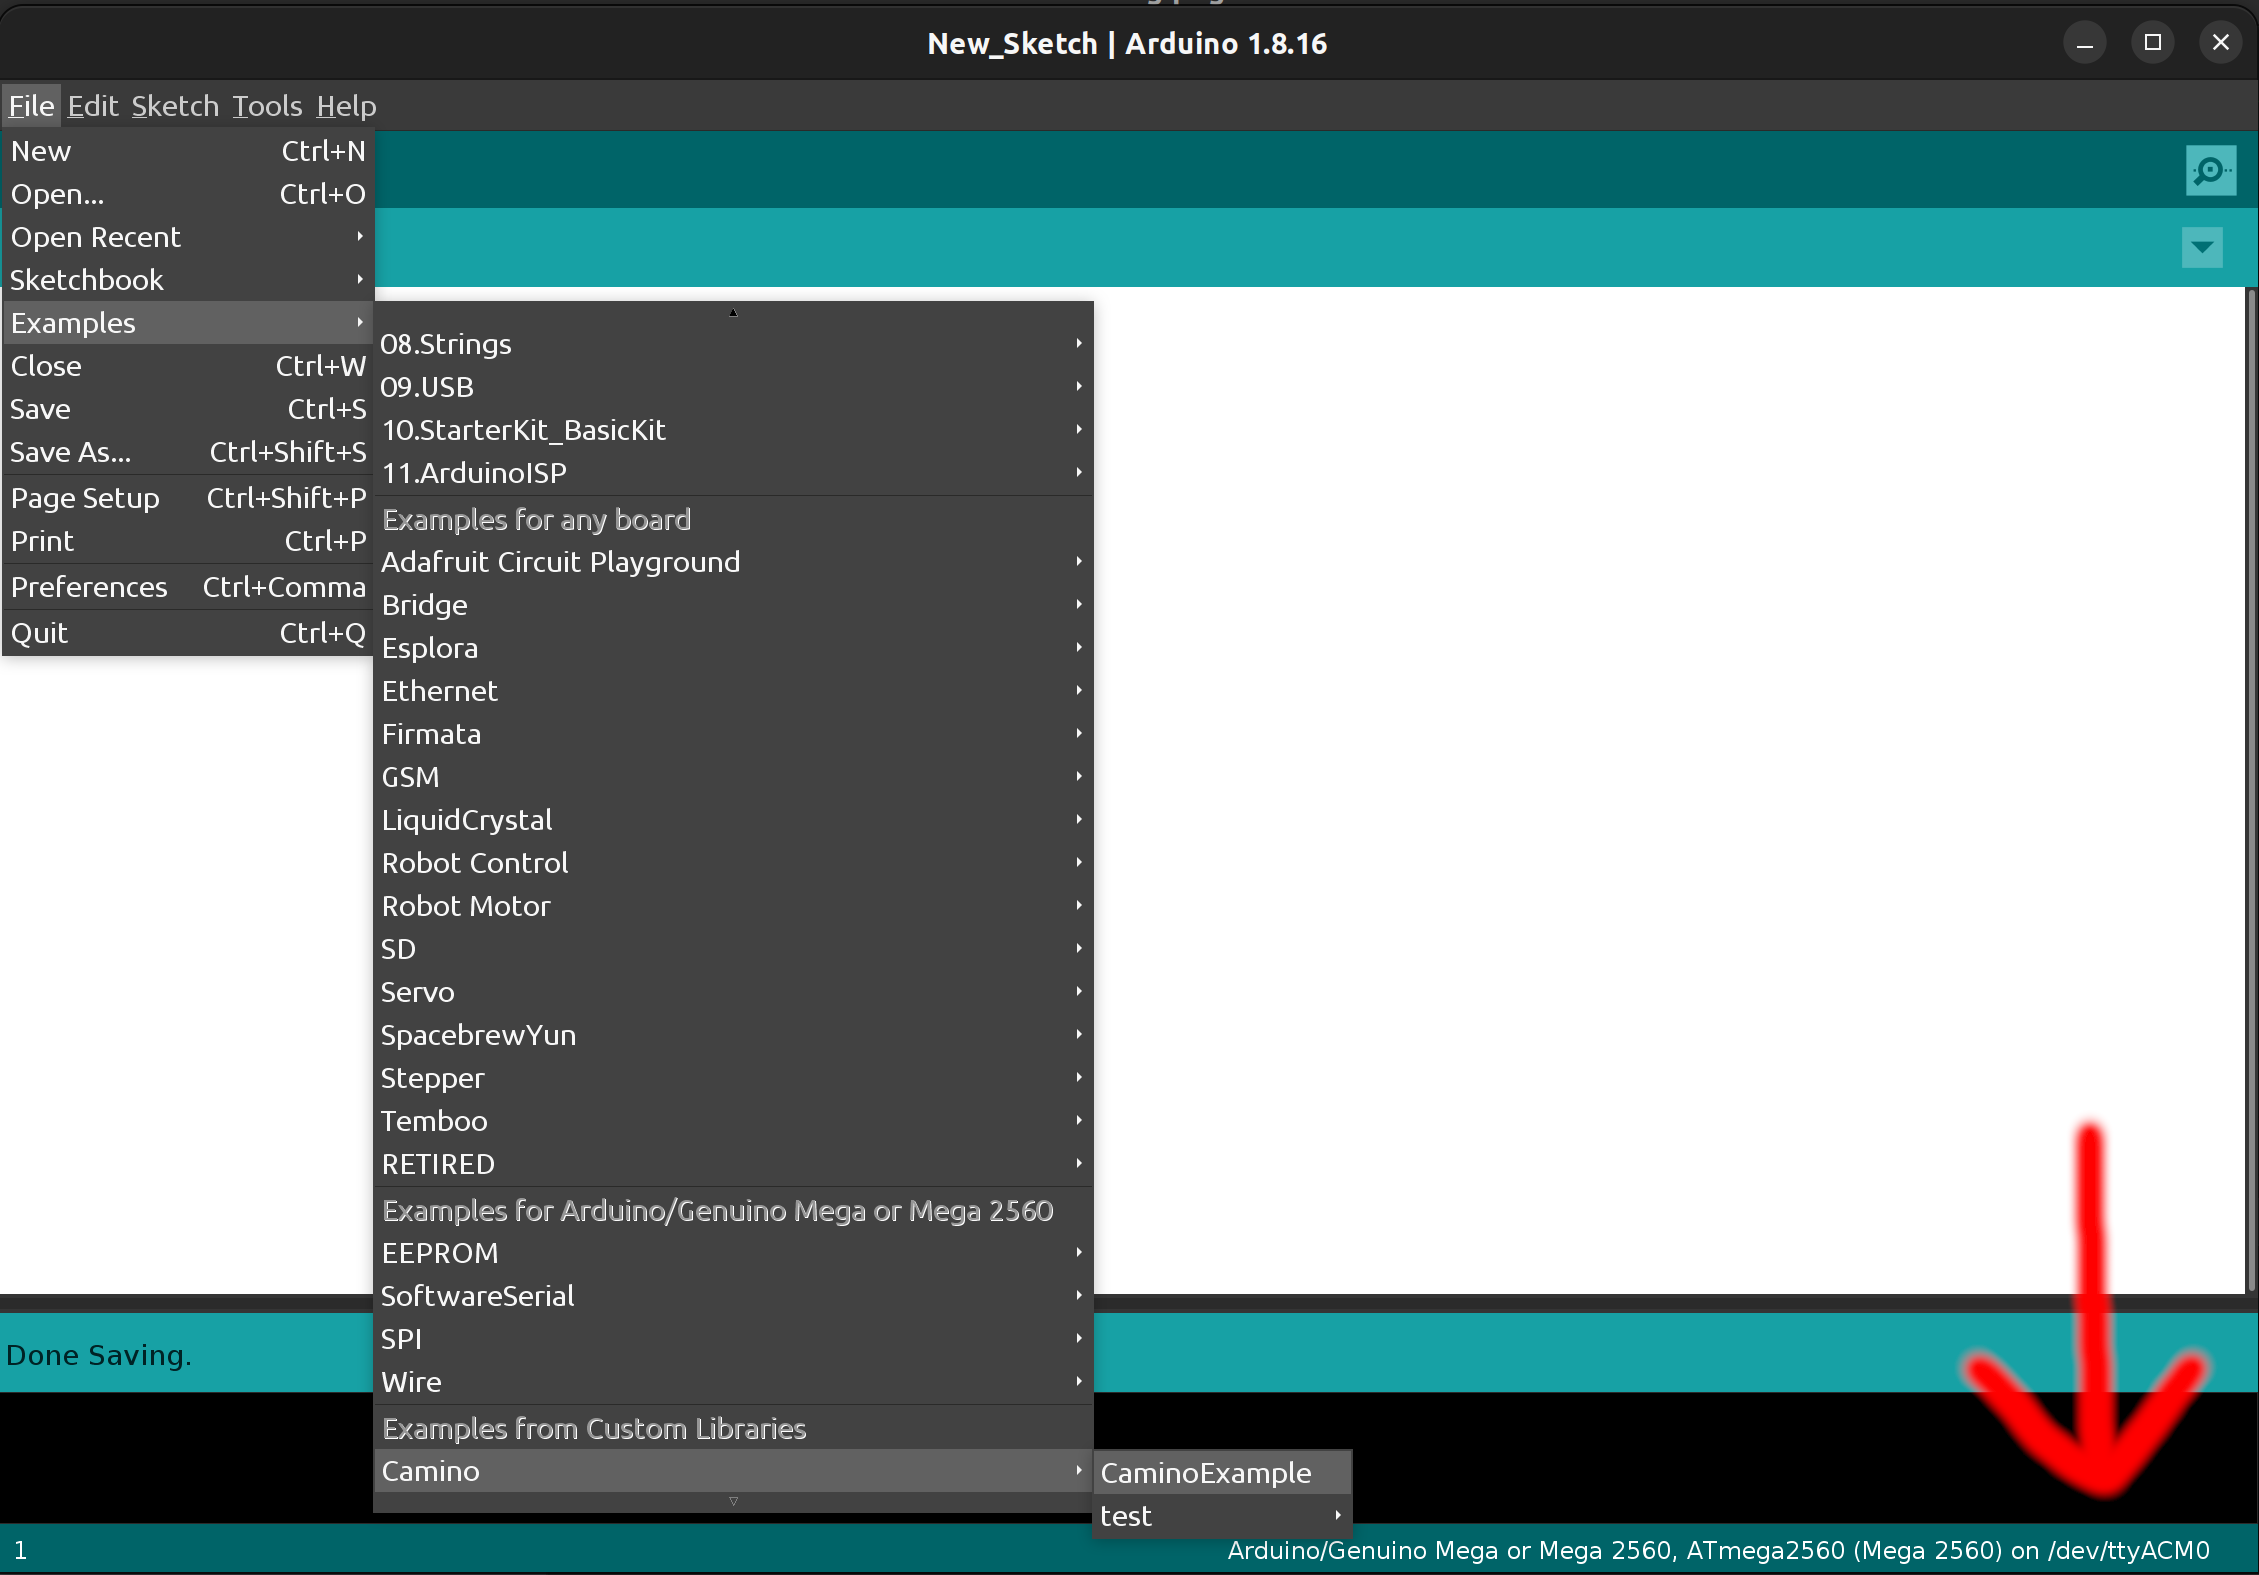 New_Sketch | Arduino 1.8.16
File Edit Sketch Tools Help
New Ctrl+N
Open... Ctrl+O
Open Recent
Sketchbook
Examples
Close Ctrl+W
Save Ctrl+S
Save As... Ctrl+Shift+S
Page Setup Ctrl+Shift+P
Print Ctrl+P
Preferences Ctrl+Comma
Quit Ctrl+Q
08.Strings
09.USB
10.StarterKit_BasicKit
11.ArduinoISP
Examples for any board
Adafruit Circuit Playground
Bridge
Esplora
Ethernet
Firmata
GSM
LiquidCrystal
Robot Control
Robot Motor
SD
Servo
SpacebrewYun
Stepper
Temboo
RETIRED
Examples for Arduino/Genuino Mega or Mega 2560
EEPROM
SoftwareSerial
SPI
Wire
Examples from Custom Libraries
Camino
CaminoExample
test
Done Saving.
1
Arduino/Genuino Mega or Mega 2560, ATmega2560 (Mega 2560) on /dev/ttyACM0